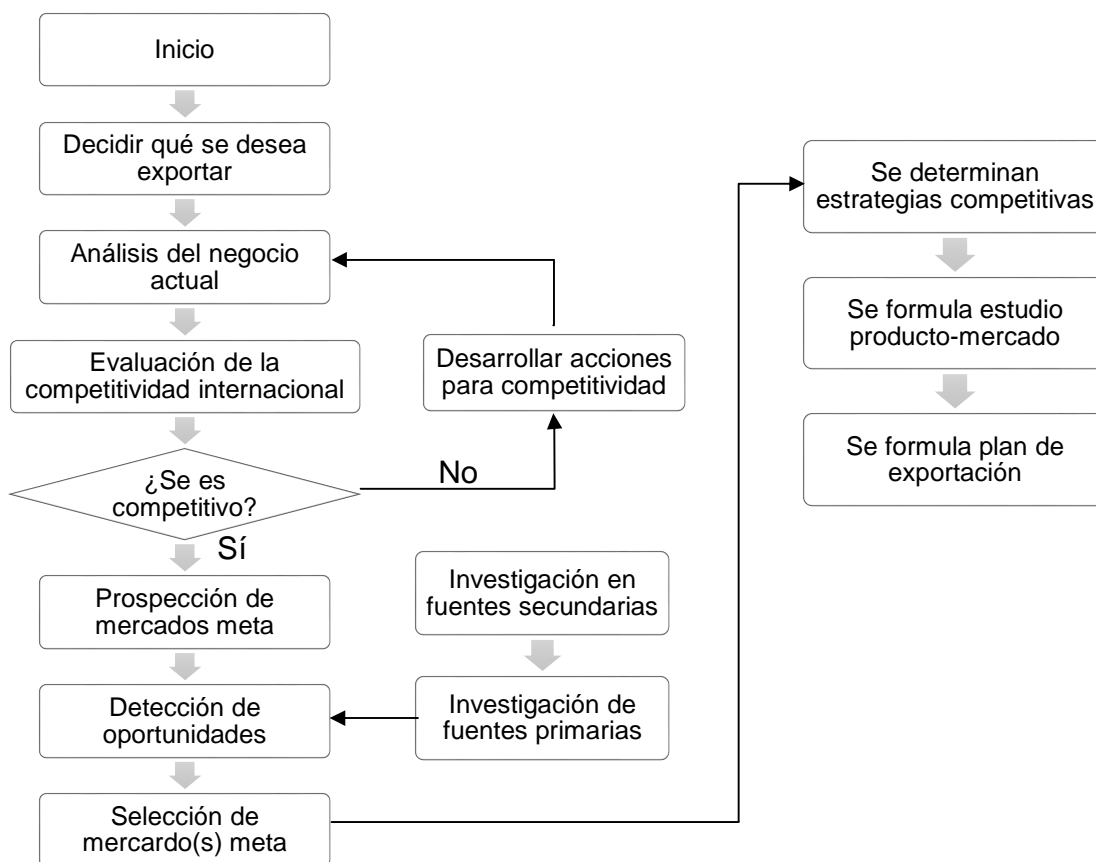 Inicio
Decidir qué se desea
exportar
Análisis del negocio
actual
Evaluación de la
competitividad internacional
Desarrollar acciones
para competitividad
¿Se es
competitivo?
No
Sí
Prospección de
mercados meta
Investigación en
fuentes secundarias
Investigación de
fuentes primarias
Detección de
oportunidades
Selección de
mercardo(s) meta
Se determinan
estrategias competitivas
Se formula estudio
producto-mercado
Se formula plan de
exportación